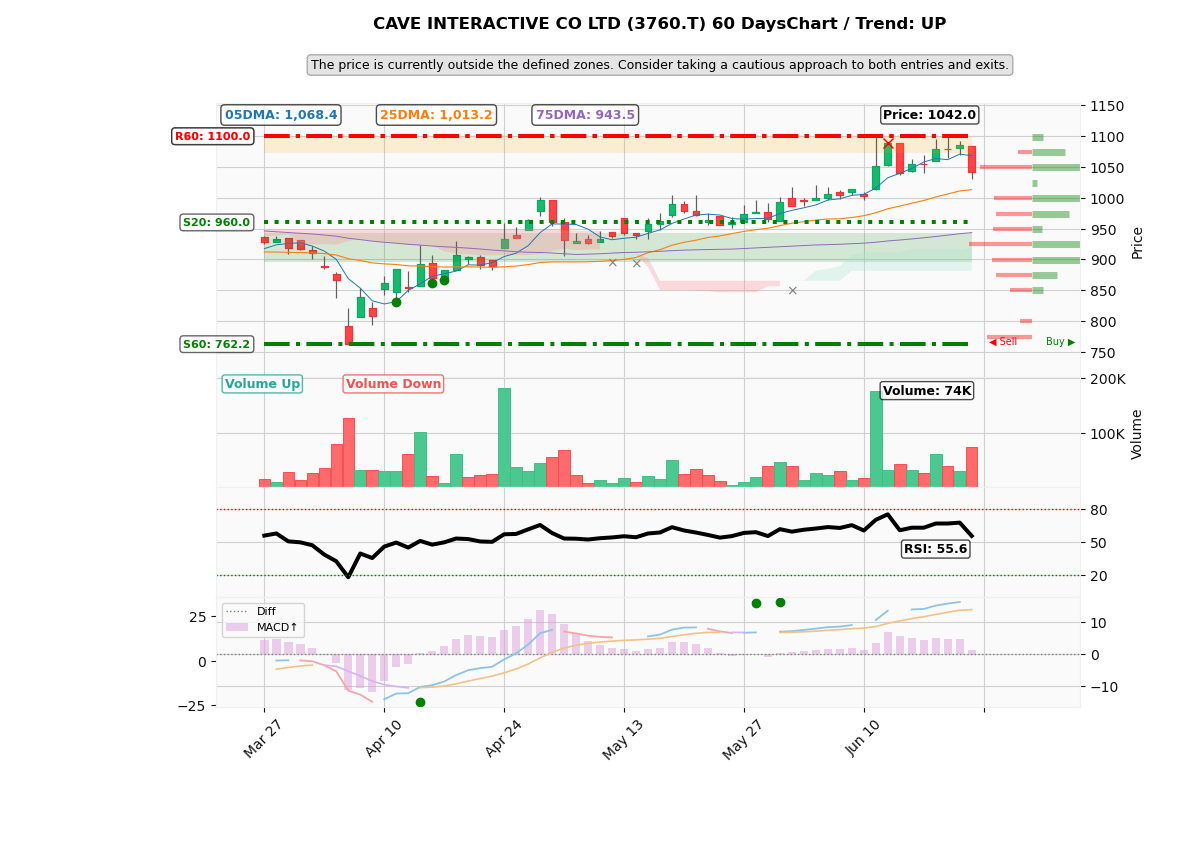 CAVE INTERACTIVE CO LTD (3760.T) 60 DaysChart / Trend: UP
The price is currently outside the defined zones. Consider taking a cautious approach to both entries and exits.
05DMA: 1,068.4
25DMA: 1,013.2
75DMA: 943.5
Price: 1042.0
R60: 1100.0
S20: 960.0
S60: 762.2
1150
1100
1050
1000
950
900
850
800
750
Price
◀ Sell
Buy ▶
Volume Up
Volume Down
Volume: 74K
200K
100K
Volume
RSI: 55.6
80
50
20
Diff
MACD↑
25
0
−25
10
0
−10
Mar 27
Apr 10
Apr 24
May 13
May 27
Jun 10